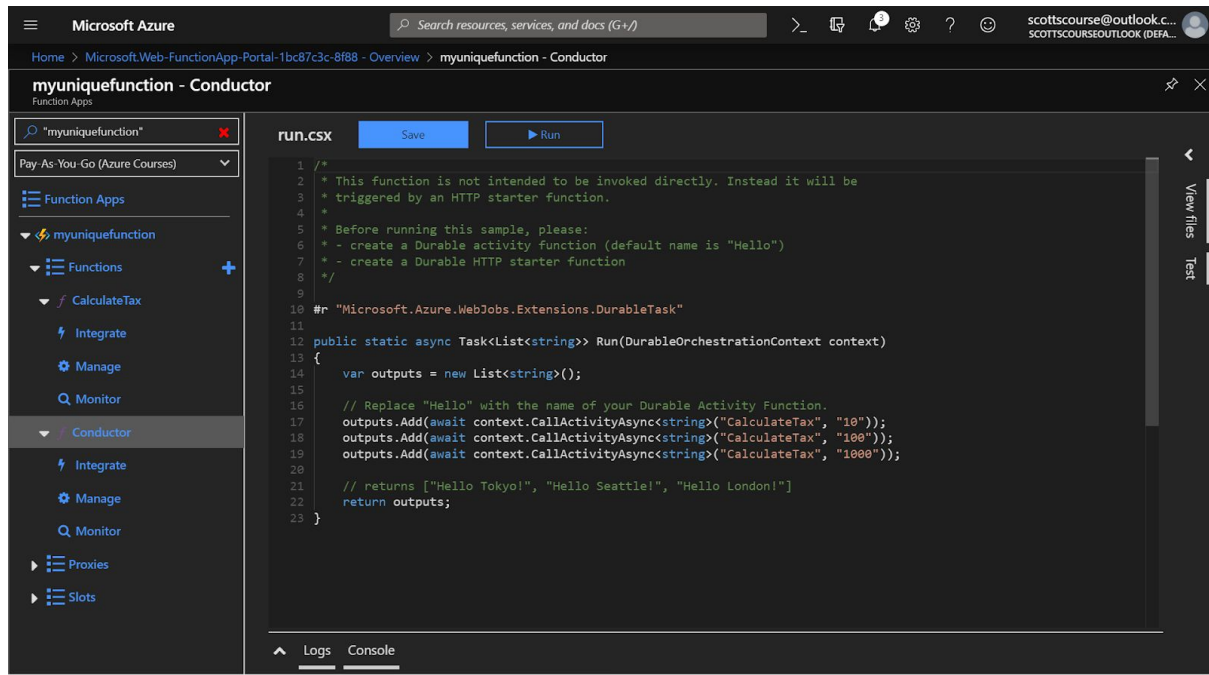 Microsoft Azure
Search resources, services, and docs (G+/)
3
scottscourse@outlook.c...
SCOTTSCOURSEOUTLOOK (DEFA...
Home > Microsoft.Web-FunctionApp-Portal-1bc87c3c-8f88 - Overview > myuniquefunction - Conductor
myuniquefunction - Conductor
Function Apps
"myuniquefunction"
Pay-As-You-Go (Azure Courses)
Function Apps
myuniquefunction
Functions
CalculateTax
Integrate
Manage
Monitor
Conductor
Integrate
Manage
Monitor
Proxies
Slots
run.csx
Save
Run
1 /*
2  * This function is not intended to be invoked directly. Instead it will be
3  * triggered by an HTTP starter function.
4  *
5  * Before running this sample, please:
6  * - create a Durable activity function (default name is "Hello")
7  * - create a Durable HTTP starter function
8  */
9
10 #r "Microsoft.Azure.WebJobs.Extensions.DurableTask"
11
12 public static async Task<List<string>> Run(DurableOrchestrationContext context)
13 {
14     var outputs = new List<string>();
15
16     // Replace "Hello" with the name of your Durable Activity Function.
17     outputs.Add(await context.CallActivityAsync<string>("CalculateTax", "10"));
18     outputs.Add(await context.CallActivityAsync<string>("CalculateTax", "100"));
19     outputs.Add(await context.CallActivityAsync<string>("CalculateTax", "1000"));
20
21     // returns ["Hello Tokyo!", "Hello Seattle!", "Hello London!"]
22     return outputs;
23 }
View files
Test
Logs
Console